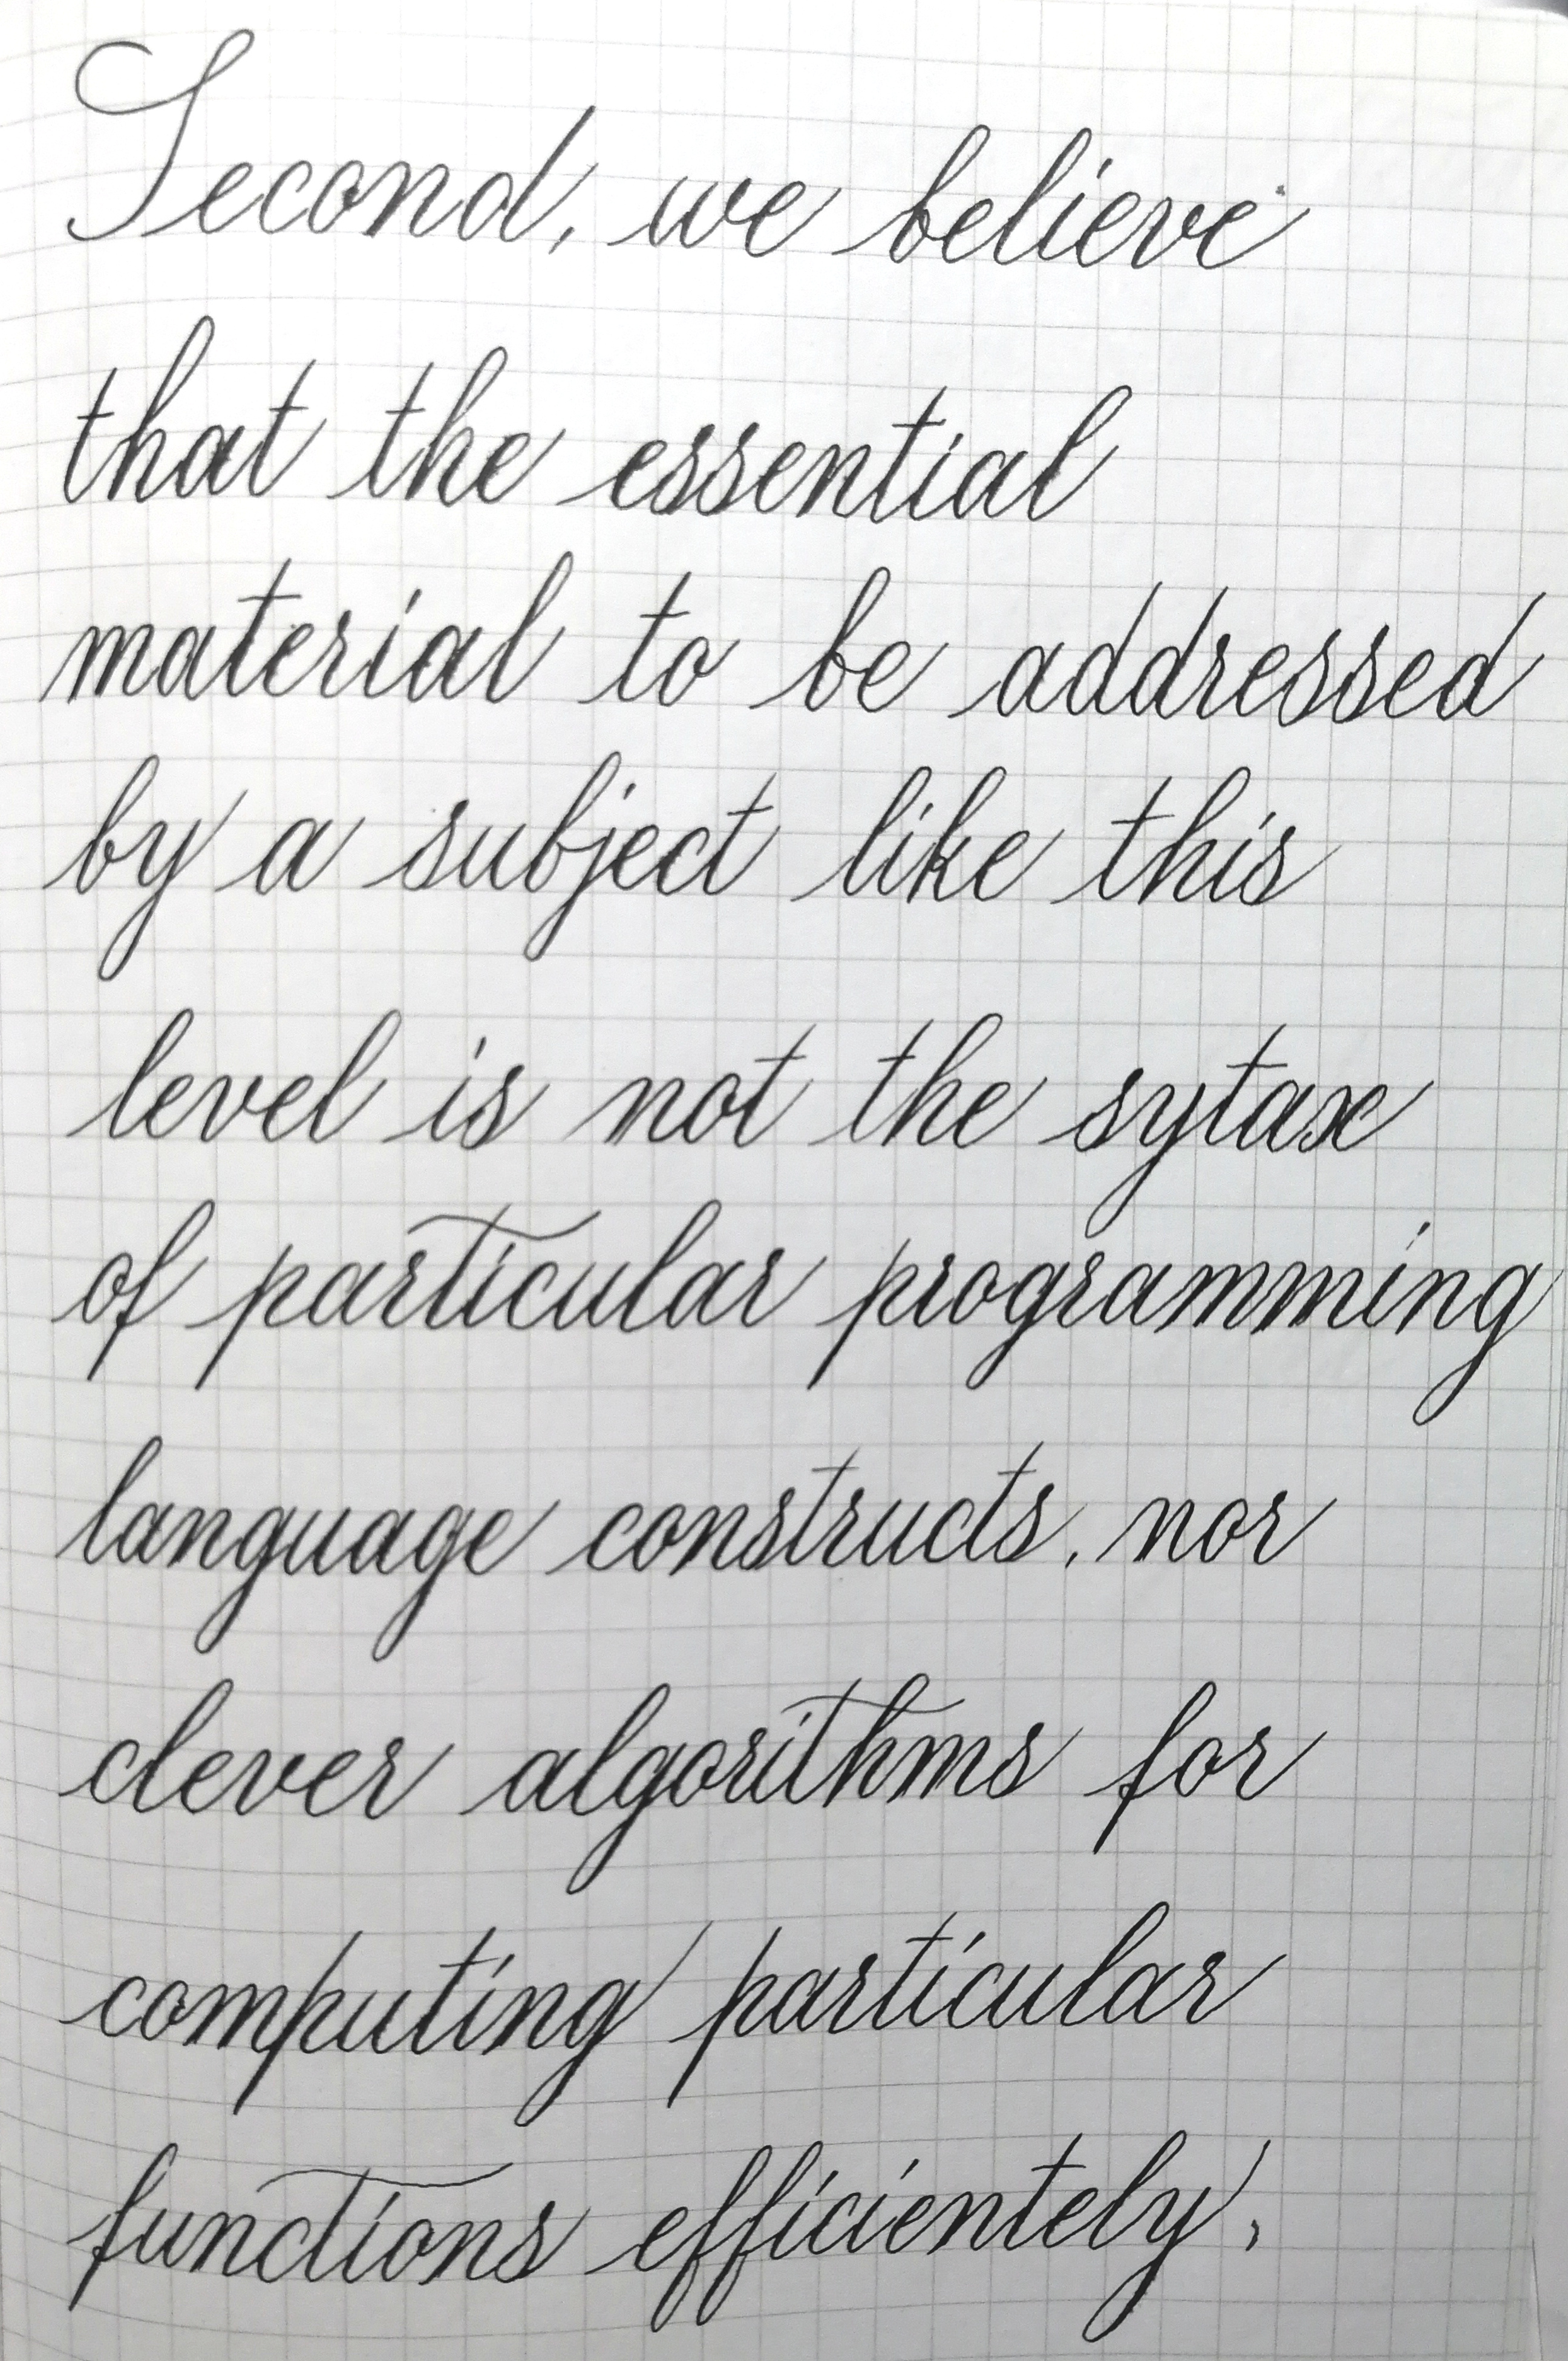 Second, we believe
that the essential
material to be addressed
by a subject like this
level is not the sytax
of particular programming
language constructs, nor
clever algorithms for
computing particular
functions efficientely,